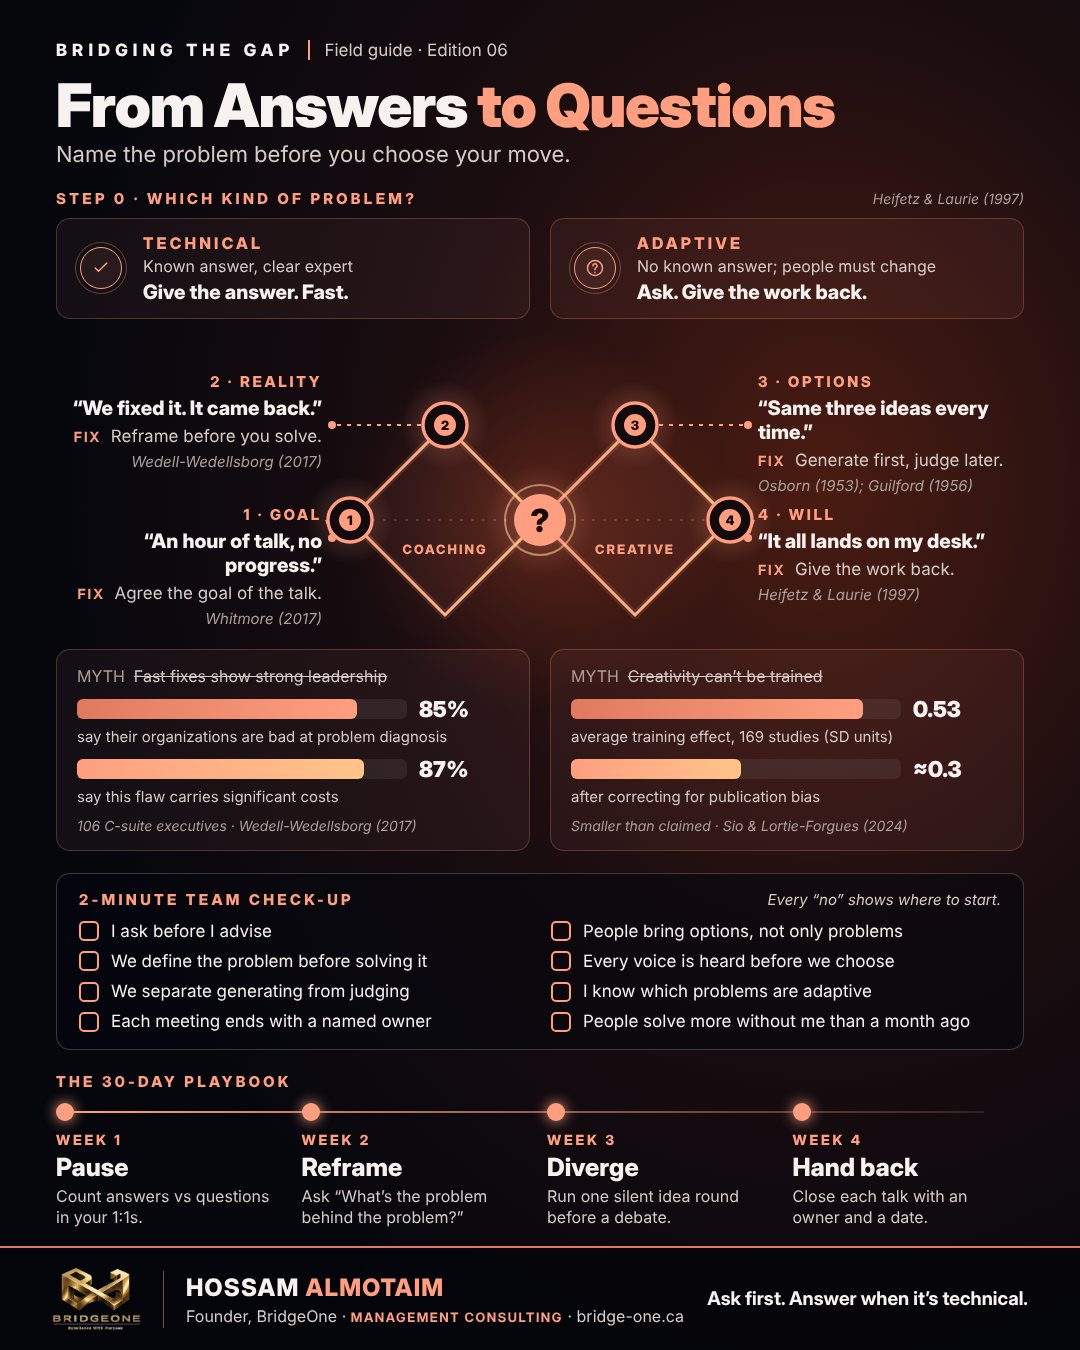 BRIDGING THE GAP | Field guide · Edition 06
From Answers to Questions
Name the problem before you choose your move.
STEP 0 · WHICH KIND OF PROBLEM?
Heifetz & Laurie (1997)
TECHNICAL
Known answer, clear expert
Give the answer. Fast.
ADAPTIVE
No known answer; people must change
Ask. Give the work back.
2 · REALITY
“We fixed it. It came back.”
FIX Reframe before you solve.
Wedell-Wedellsborg (2017)
1 · GOAL
“An hour of talk, no
progress.”
FIX Agree the goal of the talk.
Whitmore (2017)
2
3
1
?
4
COACHING
CREATIVE
3 · OPTIONS
“Same three ideas every
time.”
FIX Generate first, judge later.
Osborn (1953); Guilford (1956)
4 · WILL
“It all lands on my desk.”
FIX Give the work back.
Heifetz & Laurie (1997)
MYTH Fast fixes show strong leadership
85%
say their organizations are bad at problem diagnosis
87%
say this flaw carries significant costs
106 C-suite executives · Wedell-Wedellsborg (2017)
MYTH Creativity can’t be trained
0.53
average training effect, 169 studies (SD units)
≈0.3
after correcting for publication bias
Smaller than claimed · Sio & Lortie-Forgues (2024)
2-MINUTE TEAM CHECK-UP
Every “no” shows where to start.
I ask before I advise
We define the problem before solving it
We separate generating from judging
Each meeting ends with a named owner
People bring options, not only problems
Every voice is heard before we choose
I know which problems are adaptive
People solve more without me than a month ago
THE 30-DAY PLAYBOOK
WEEK 1
Pause
Count answers vs questions
in your 1:1s.
WEEK 2
Reframe
Ask “What’s the problem
behind the problem?”
WEEK 3
Diverge
Run one silent idea round
before a debate.
WEEK 4
Hand back
Close each talk with an
owner and a date.
BRIDGEONE
Excellence With Purpose
HOSSAM ALMOTAIM
Founder, BridgeOne · MANAGEMENT CONSULTING · bridge-one.ca
Ask first. Answer when it’s technical.